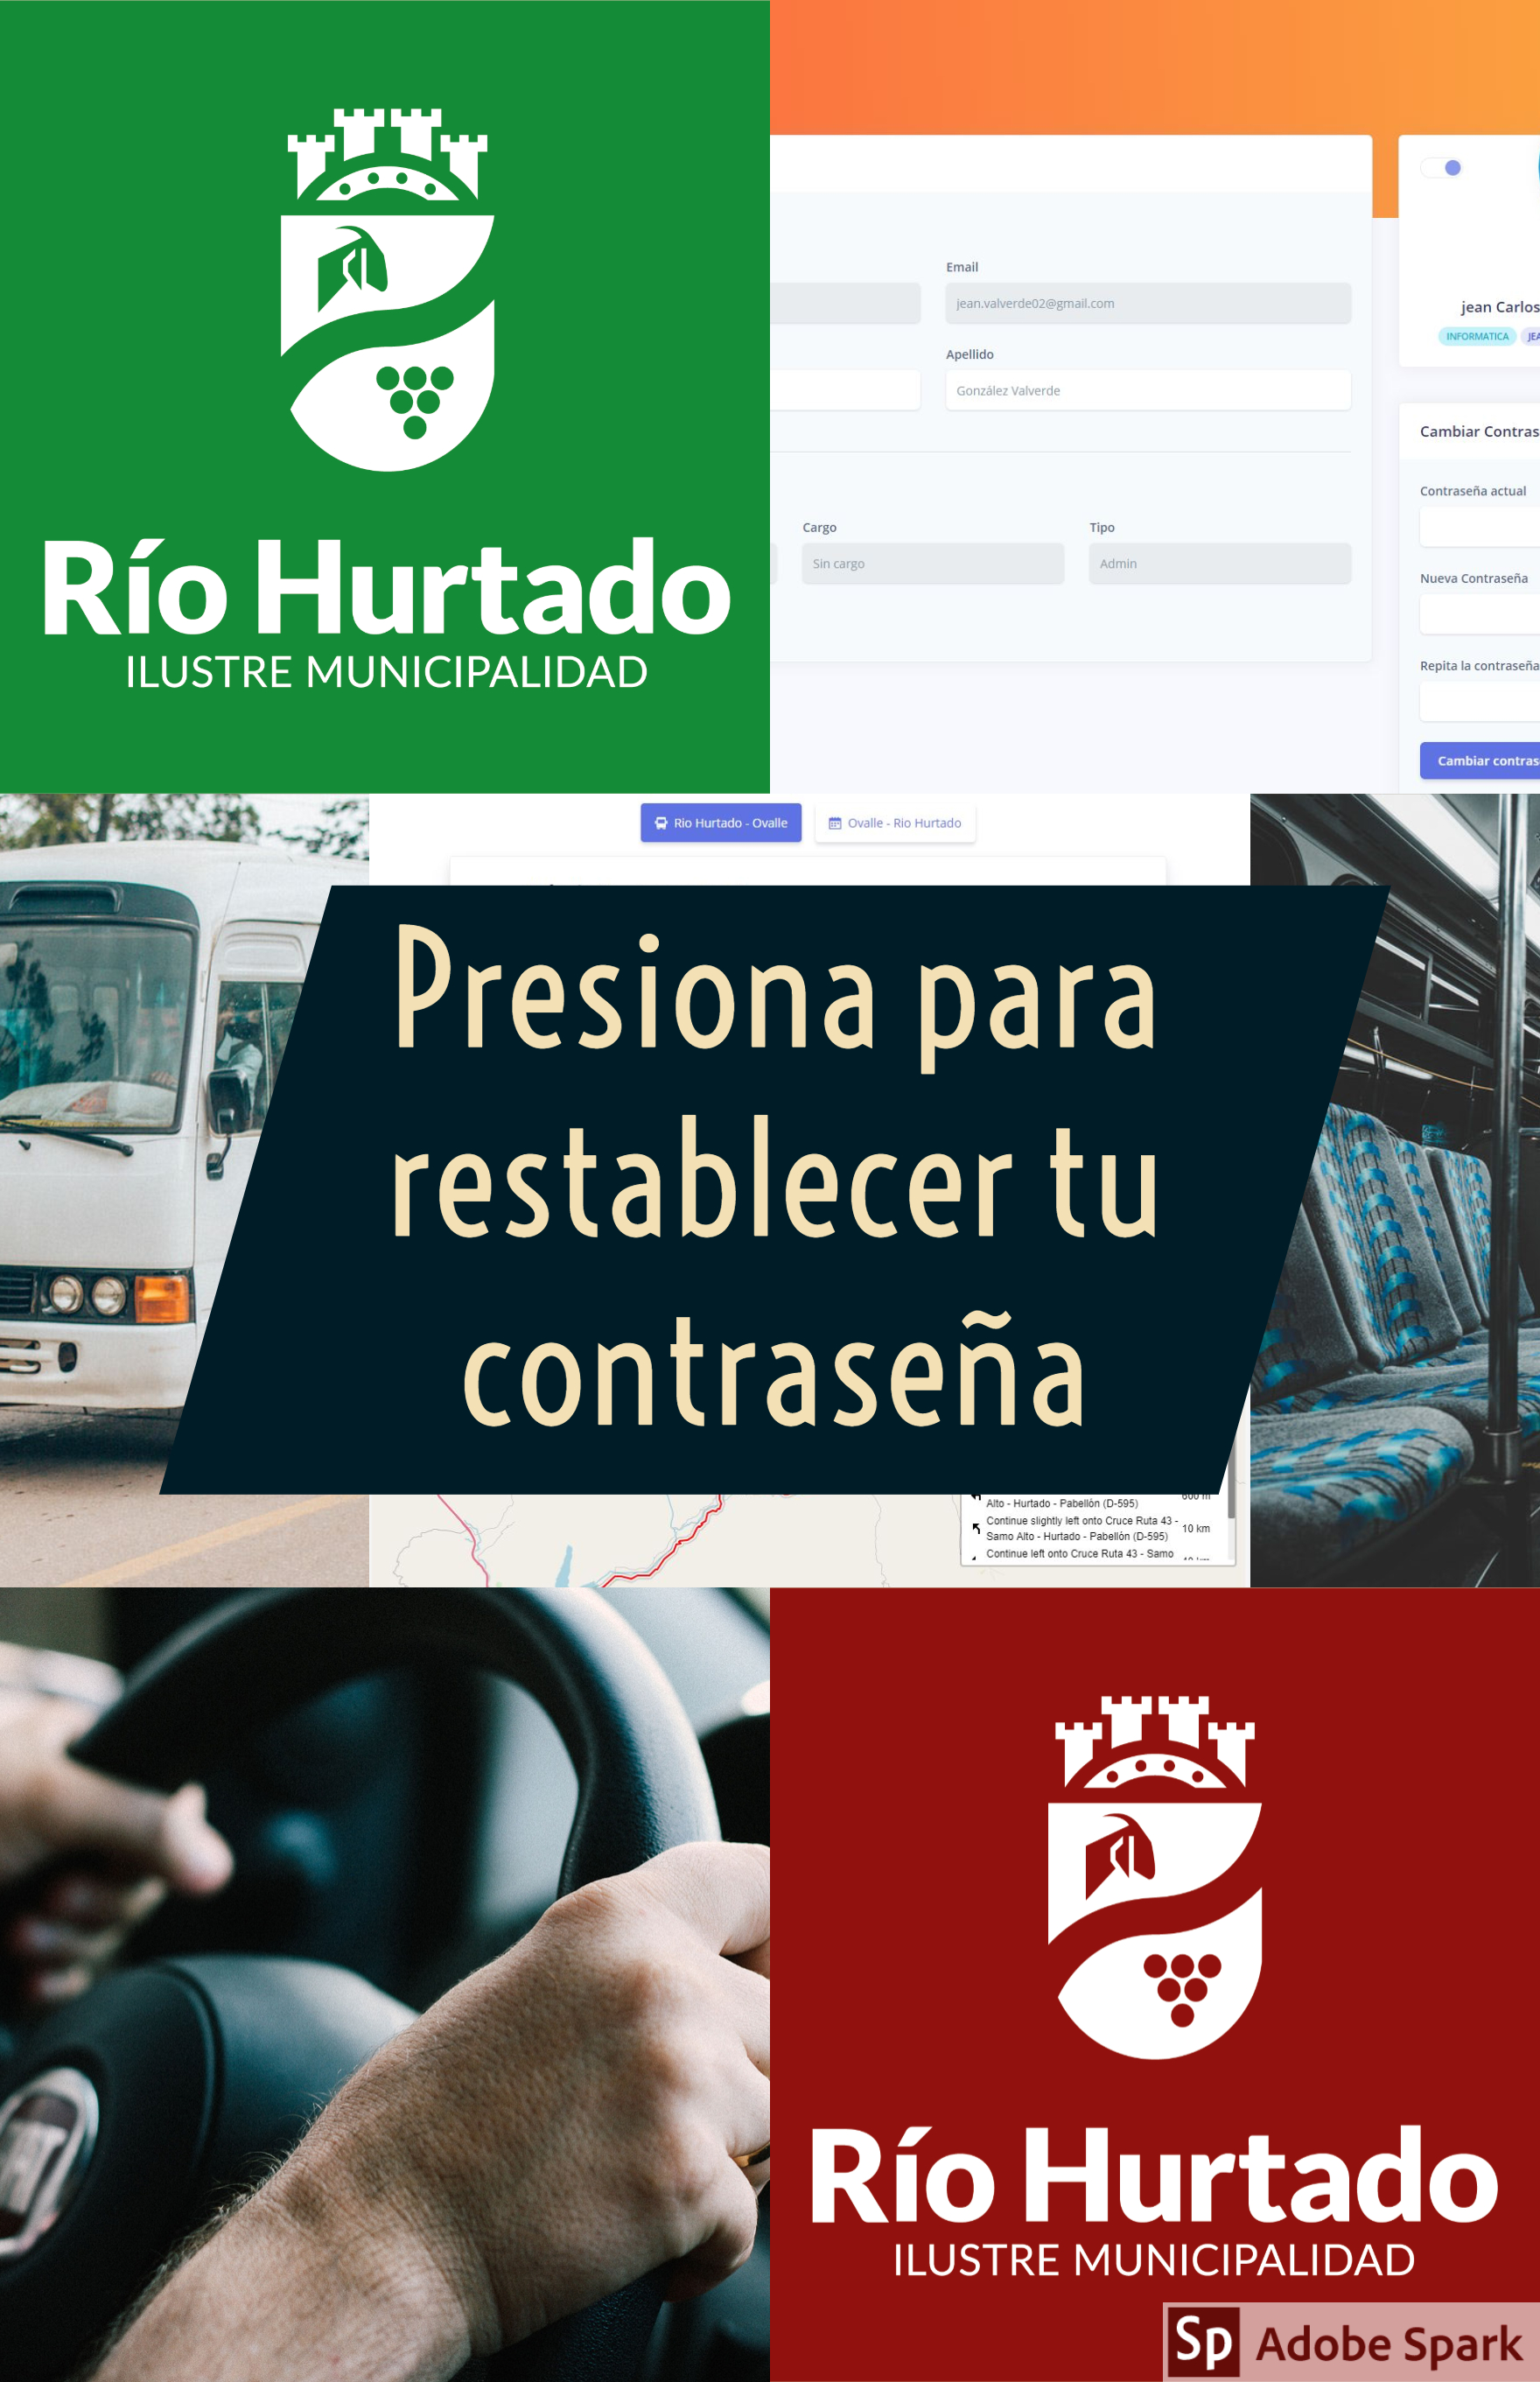 Río Hurtado
ILUSTRE MUNICIPALIDAD
Email
jean.valverde02@gmail.com
Apellido
González Valverde
Cargo
Tipo
Sin cargo
Admin
jean Carlos
INFORMATICA
Cambiar Contras
Contraseña actual
Nueva Contraseña
Repita la contraseña
Cambiar contras
Rio Hurtado - Ovalle
Ovalle - Rio Hurtado
Presiona para
restablecer tu
contraseña
Alto - Hurtado - Pabellón (D-595)
Continue slightly left onto Cruce Ruta 43 -
Samo Alto - Hurtado - Pabellón (D-595)
10 km
Continue left onto Cruce Ruta 43 - Samo
Río Hurtado
ILUSTRE MUNICIPALIDAD
Sp Adobe Spark